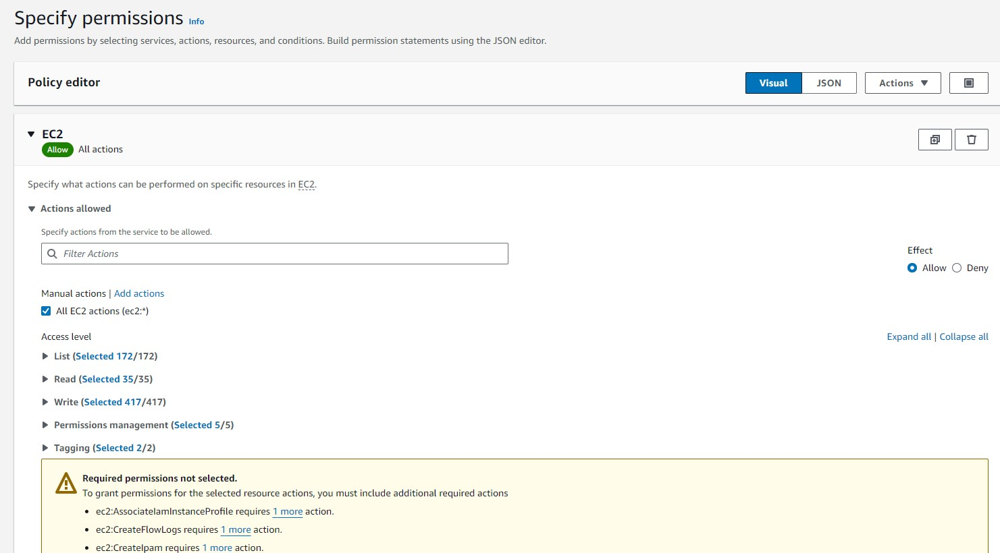 Specify permissions Info
Add permissions by selecting services, actions, resources, and conditions. Build permission statements using the JSON editor.
Policy editor
Visual
JSON
Actions
EC2
Allow All actions
Specify what actions can be performed on specific resources in EC2.
Actions allowed
Specify actions from the service to be allowed.
Filter Actions
Effect
Allow Deny
Manual actions | Add actions
All EC2 actions (ec2:*)
Access level
Expand all | Collapse all
List (Selected 172/172)
Read (Selected 35/35)
Write (Selected 417/417)
Permissions management (Selected 5/5)
Tagging (Selected 2/2)
Required permissions not selected.
To grant permissions for the selected resource actions, you must include additional required actions
• ec2:AssociateIamInstanceProfile requires 1 more action.
• ec2:CreateFlowLogs requires 1 more action.
• ec2:CreateIpam requires 1 more action.